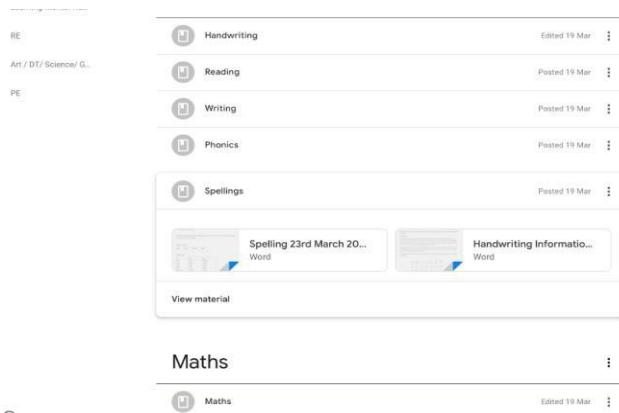 RE
Art / DT/ Science/ G...
PE
Handwriting
Edited 19 Mar
Reading
Posted 19 Mar
Writing
Posted 19 Mar
Phonics
Posted 19 Mar
Spellings
Posted 19 Mar
Spelling 23rd March 20...
Word
Handwriting Informatio...
Word
View material
Maths
Maths
Edited 19 Mar